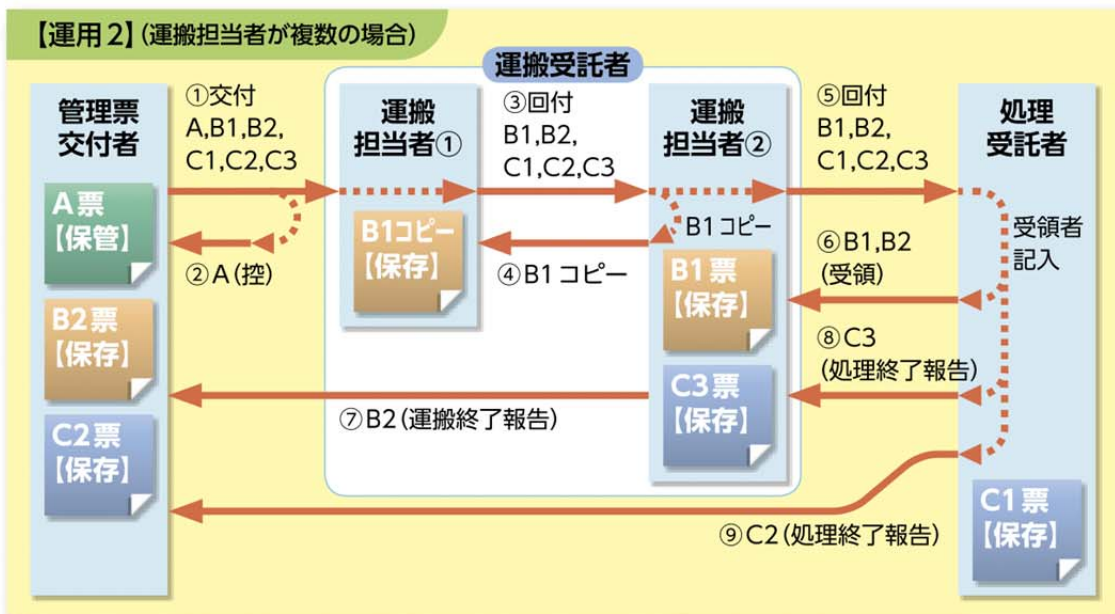 【運用2】(運搬担当者が複数の場合)
運搬受託者
管理票
交付者
①交付
A,B1,B2,
C1,C2,C3
運搬
担当者①
③回付
B1,B2,
C1,C2,C3
運搬
担当者②
⑤回付
B1,B2,
C1,C2,C3
処理
受託者
A票
【保管】
②A(控)
B1コピー
【保存】
④B1コピー
B1コピー
B1票
【保存】
⑥B1,B2
(受領)
受領者
記入
B2票
【保存】
⑧C3
(処理終了報告)
C3票
【保存】
⑦B2(運搬終了報告)
C2票
【保存】
C1票
【保存】
⑨C2(処理終了報告)